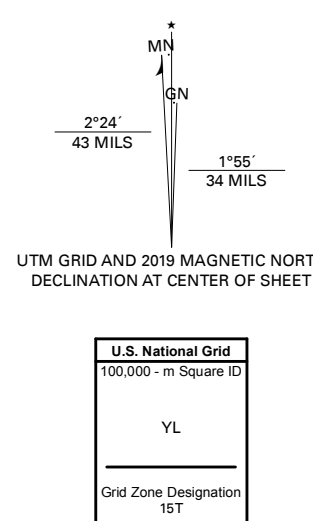 ★
MN
GN
2°24´
43 MILS
1°55´
34 MILS
UTM GRID AND 2019 MAGNETIC NORT
DECLINATION AT CENTER OF SHEET
U.S. National Grid
100,000 - m Square ID
YL
Grid Zone Designation
15T